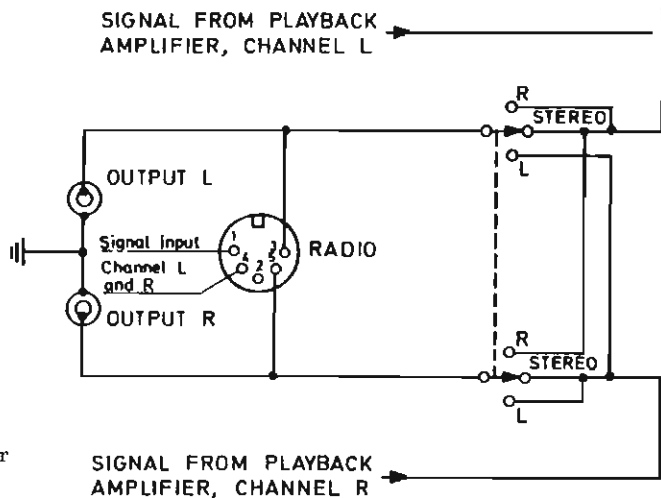 SIGNAL FROM PLAYBACK
AMPLIFIER, CHANNEL L
R
STEREO
L
OUTPUT L
Signal input
1
3
RADIO
Channel L
4
5
and R
2
OUTPUT R
R
STEREO
L
r
SIGNAL FROM PLAYBACK
AMPLIFIER, CHANNEL R